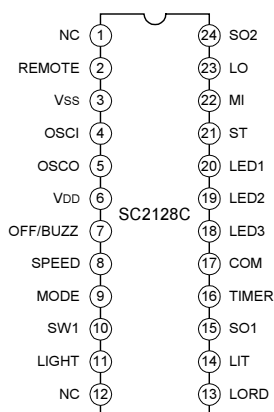 NC 1 24 SO2
REMOTE 2 23 LO
VSS 3 22 MI
OSCI 4 21 ST
OSCO 5 20 LED1
VDD 6 19 LED2
SC2128C
OFF/BUZZ 7 18 LED3
SPEED 8 17 COM
MODE 9 16 TIMER
SW1 10 15 SO1
LIGHT 11 14 LIT
NC 12 13 LORD